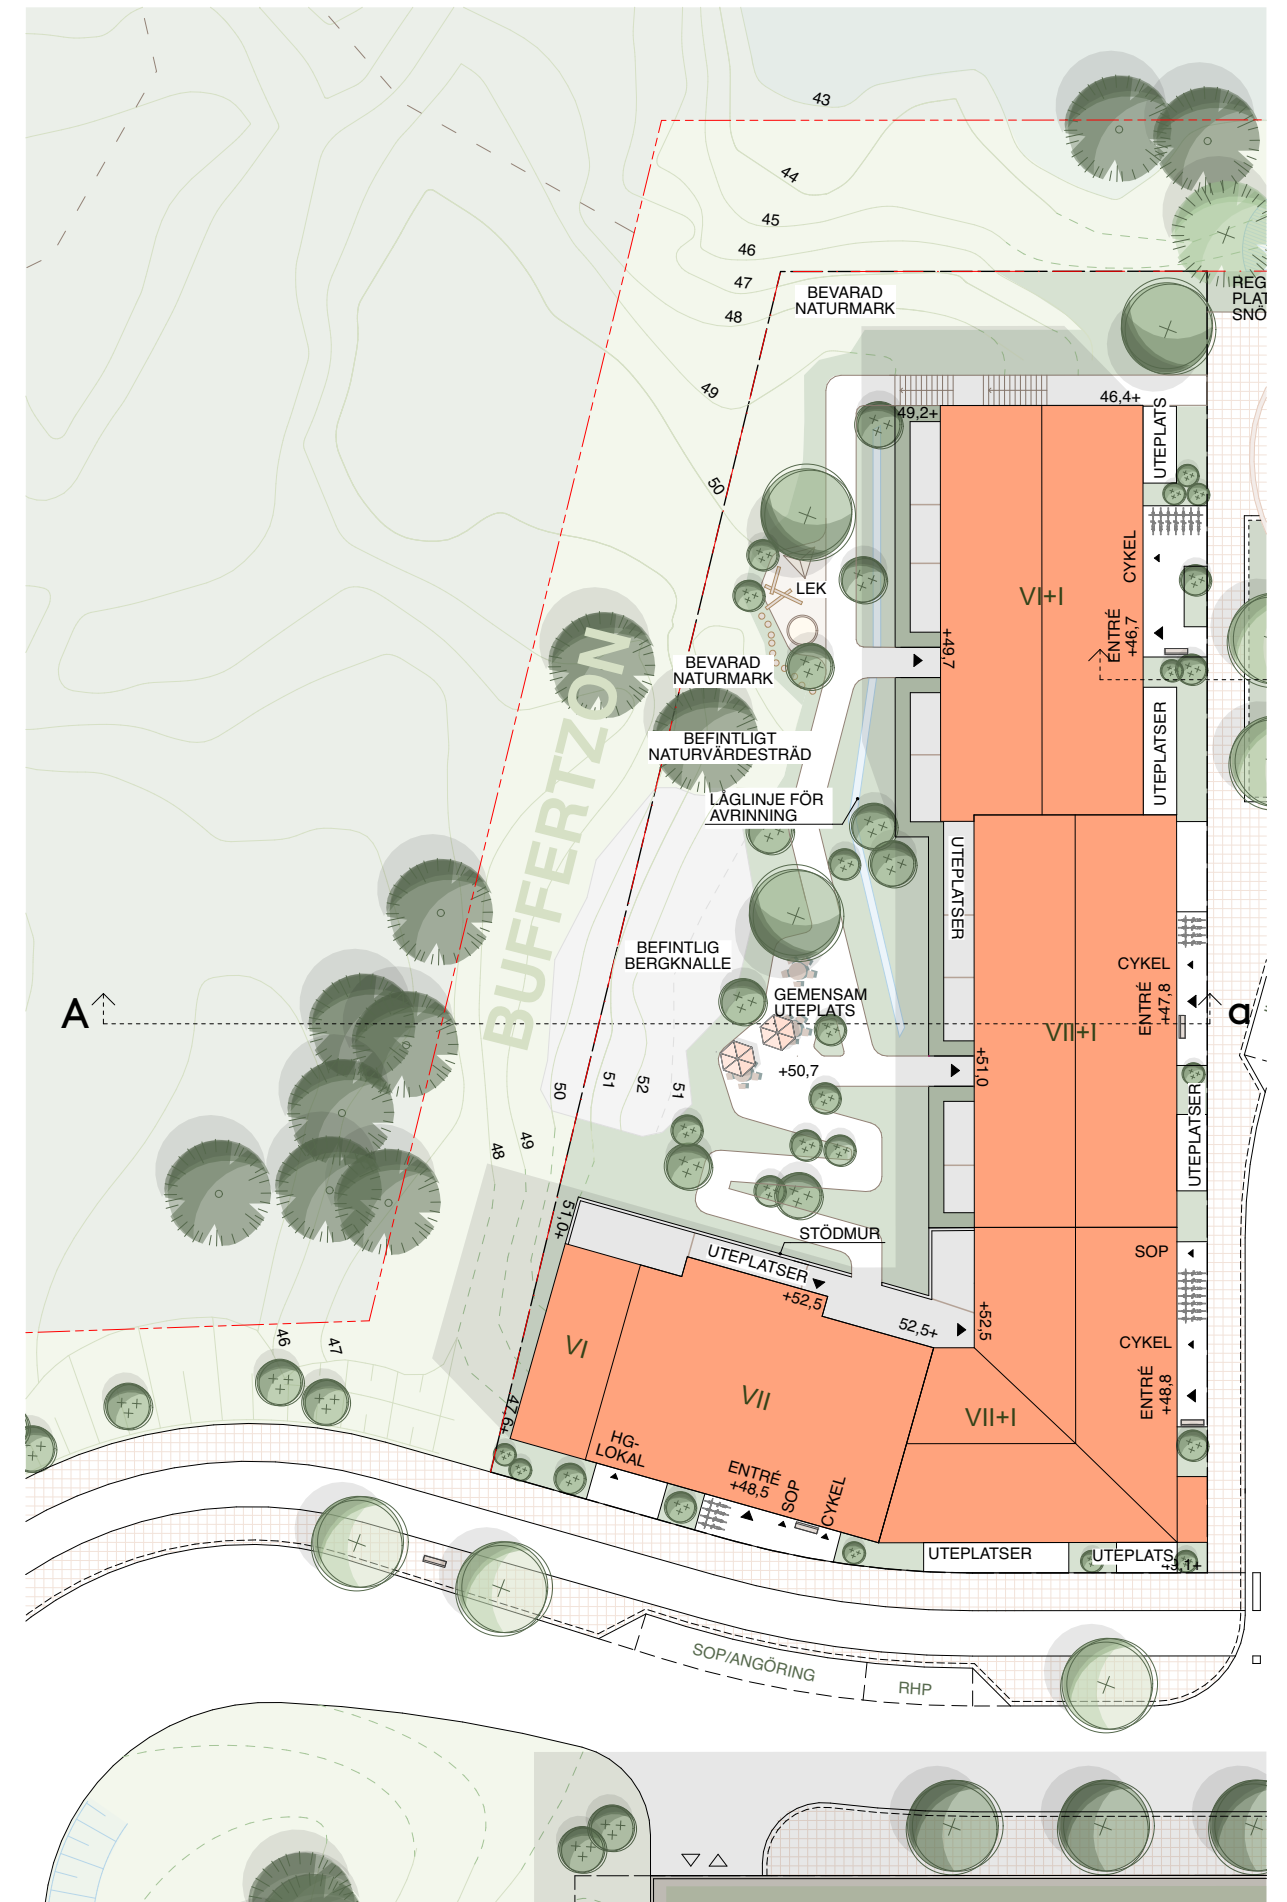 43
44
45
46
47
48
49
50
BEVARAD
NATURMARK
REG
PLAT
SNÖ
49,2+
46,4+
UTEPLATS
CYKEL
LEK
VI+I
ENTRÉ
+46,7
+49,7
BEVARAD
NATURMARK
BEFINTLIGT
NATURVÄRDESTRÄD
UTEPLATSER
LÅGLINJE FÖR
AVRINNING
BUFFERTZON
UTEPLATSER
BEFINTLIG
BERGKNALLE
CYKEL
GEMENSAM
UTEPLATS
ENTRÉ
+47,8
A
a
VII+I
+50,7
+51,0
50
51
52
51
48
49
UTEPLATSER
51,0+
STÖDMUR
UTEPLATSER
+52,5
52,5+
+52,5
SOP
CYKEL
46
47
VI
VII
VII+I
ENTRÉ
+48,8
47,6+
HG-
LOKAL
ENTRÉ
+48,5
SOP
CYKEL
UTEPLATSER
UTEPLATS
49,1+
SOP/ANGÖRING
RHP